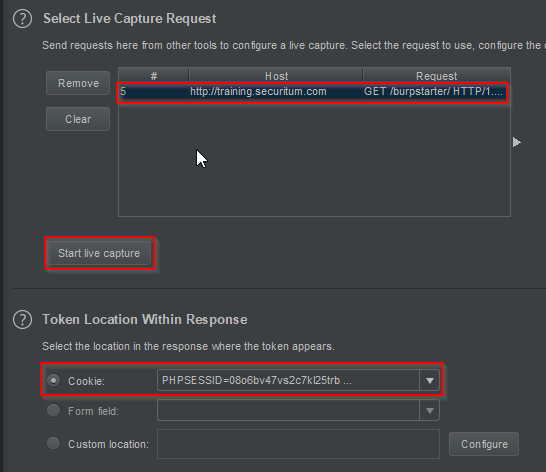 Select Live Capture Request
Send requests here from other tools to configure a live capture. Select the request to use, configure the
Remove
# Host Request
5 http://training.securitum.com GET /burpstarter/ HTTP/1....
Clear
Start live capture
Token Location Within Response
Select the location in the response where the token appears.
Cookie: PHPSESSID=08o6bv47vs2c7kl25trb ...
Form field:
Custom location: Configure